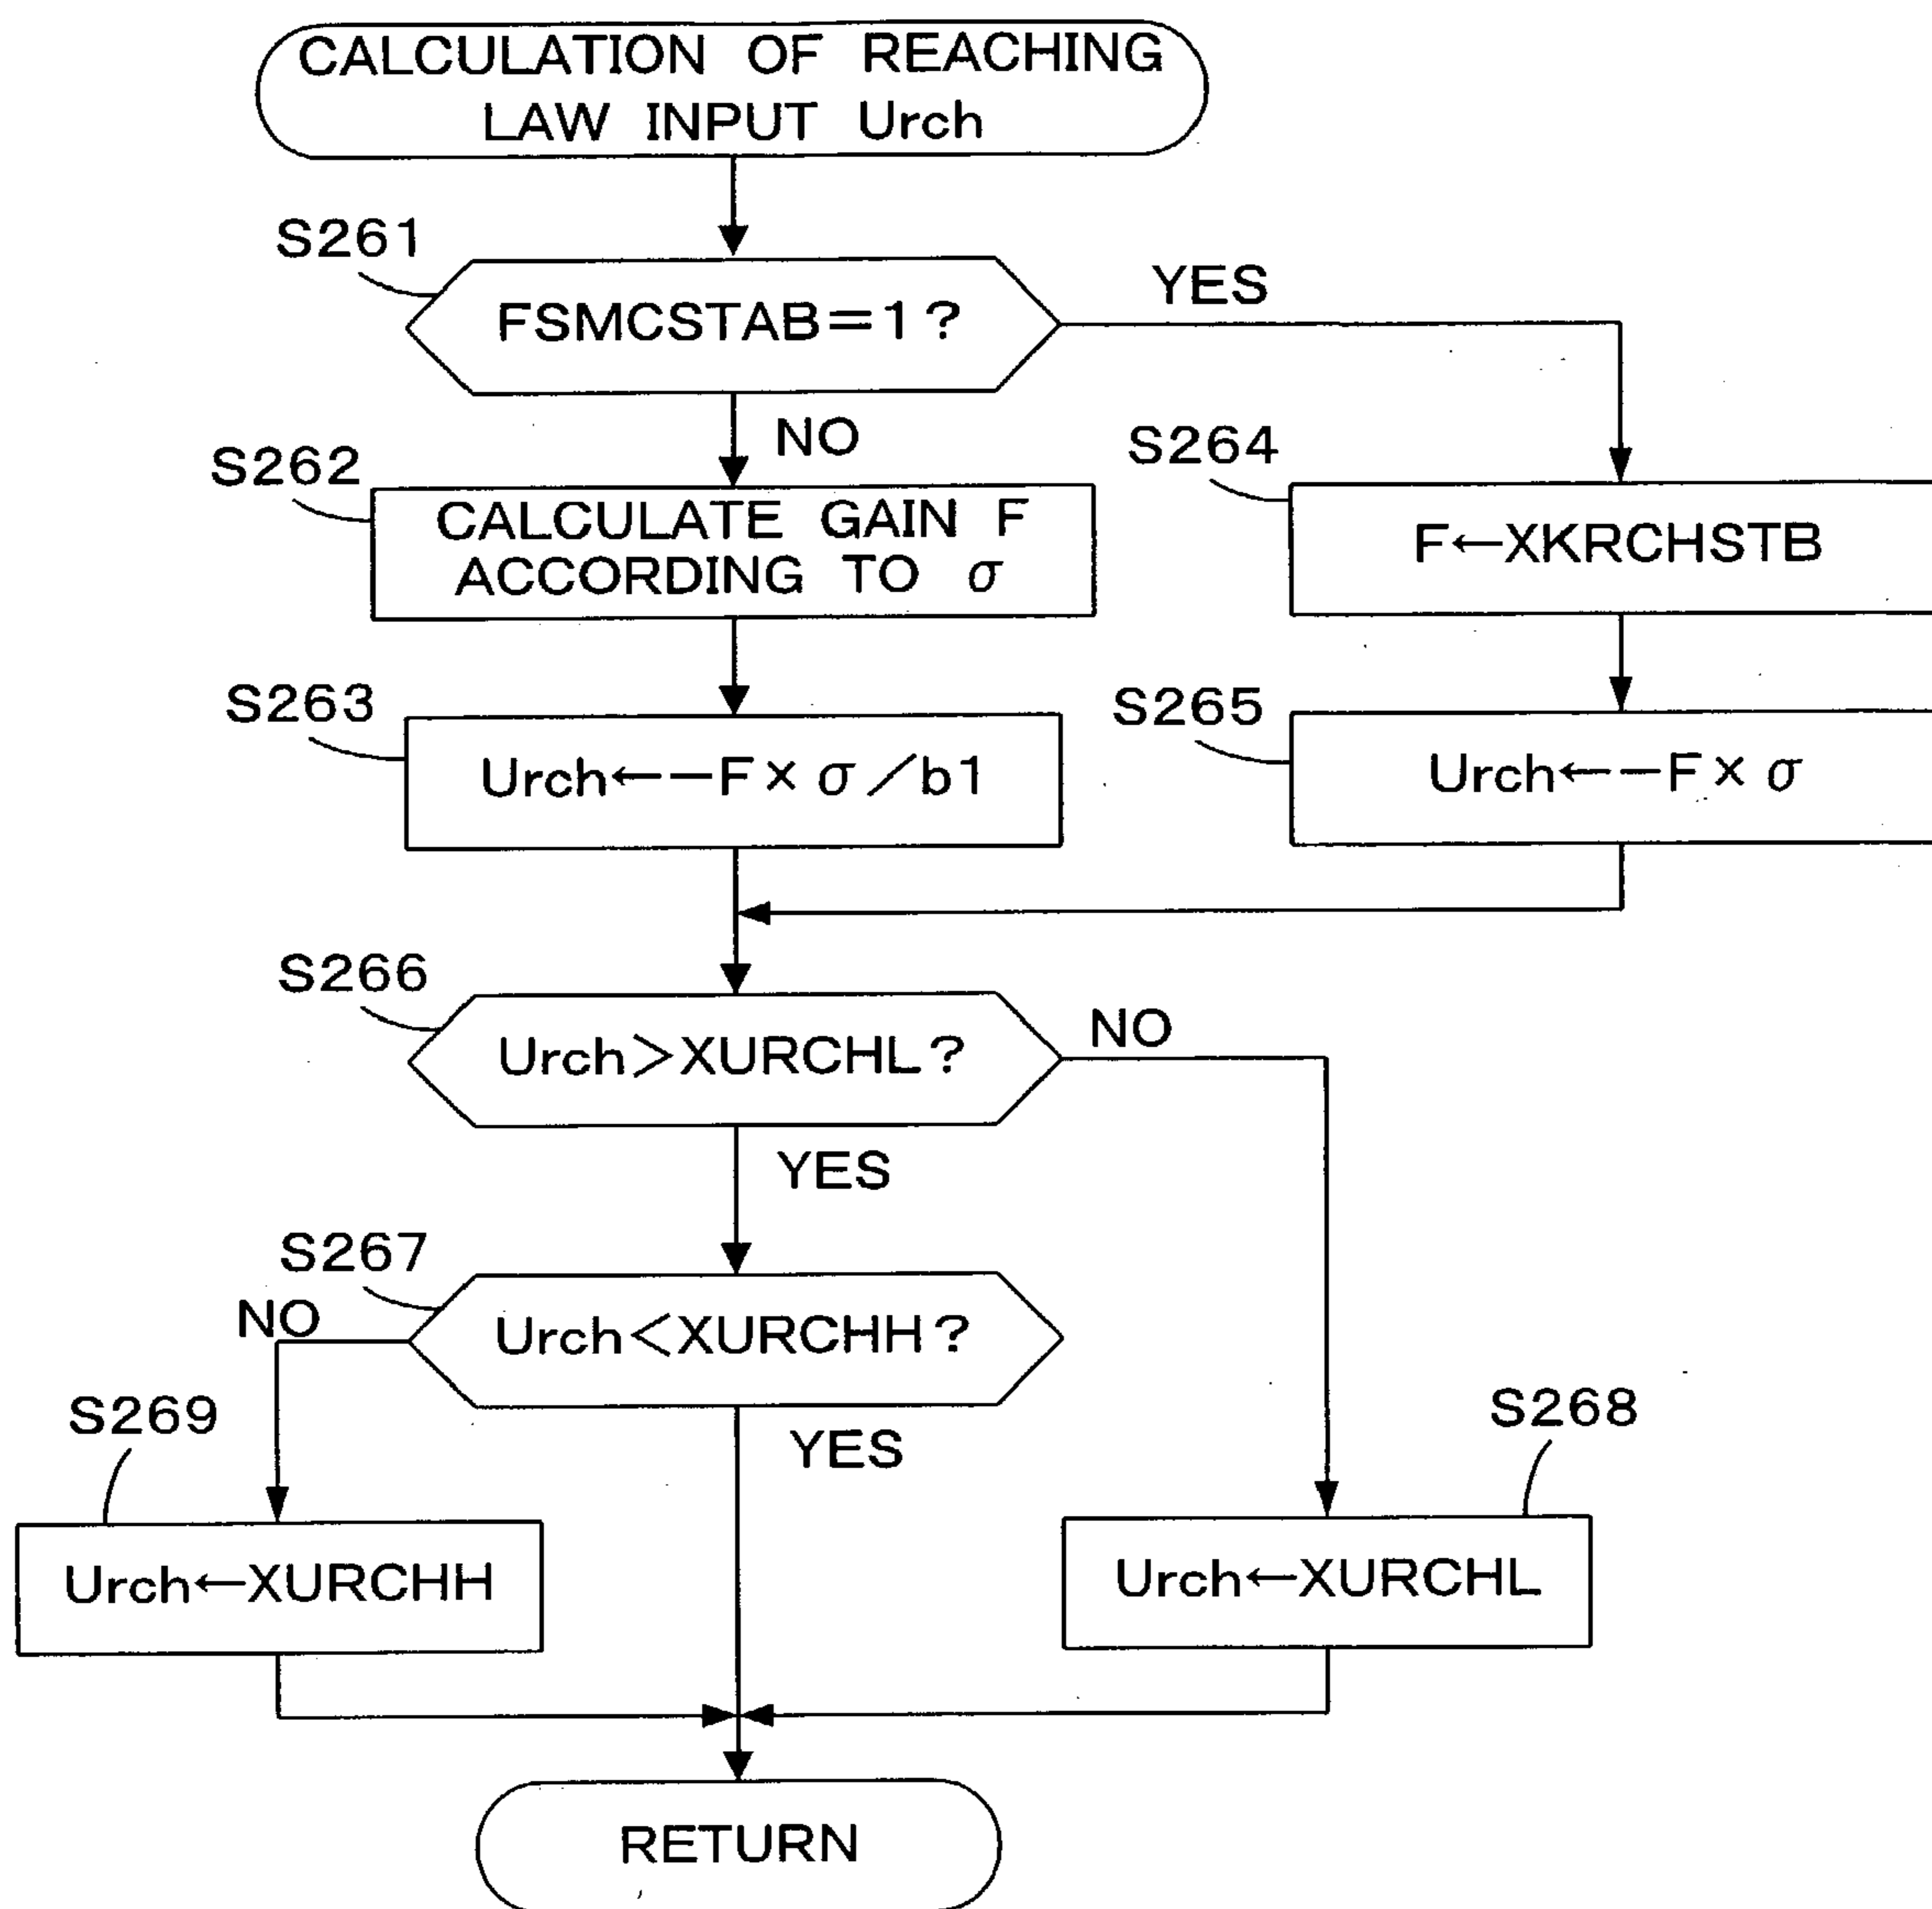 CALCULATION OF REACHING
LAW INPUT Urch
S261
FSMCSTAB=1?
YES
NO
S262
CALCULATE GAIN F
ACCORDING TO σ
S264
F←XKRCHSTB
S263
Urch←−F×σ/b1
S265
Urch←−F×σ
S266
Urch>XURCHL?
NO
YES
S267
Urch<XURCHH?
NO
YES
S269
Urch←XURCHH
S268
Urch←XURCHL
RETURN